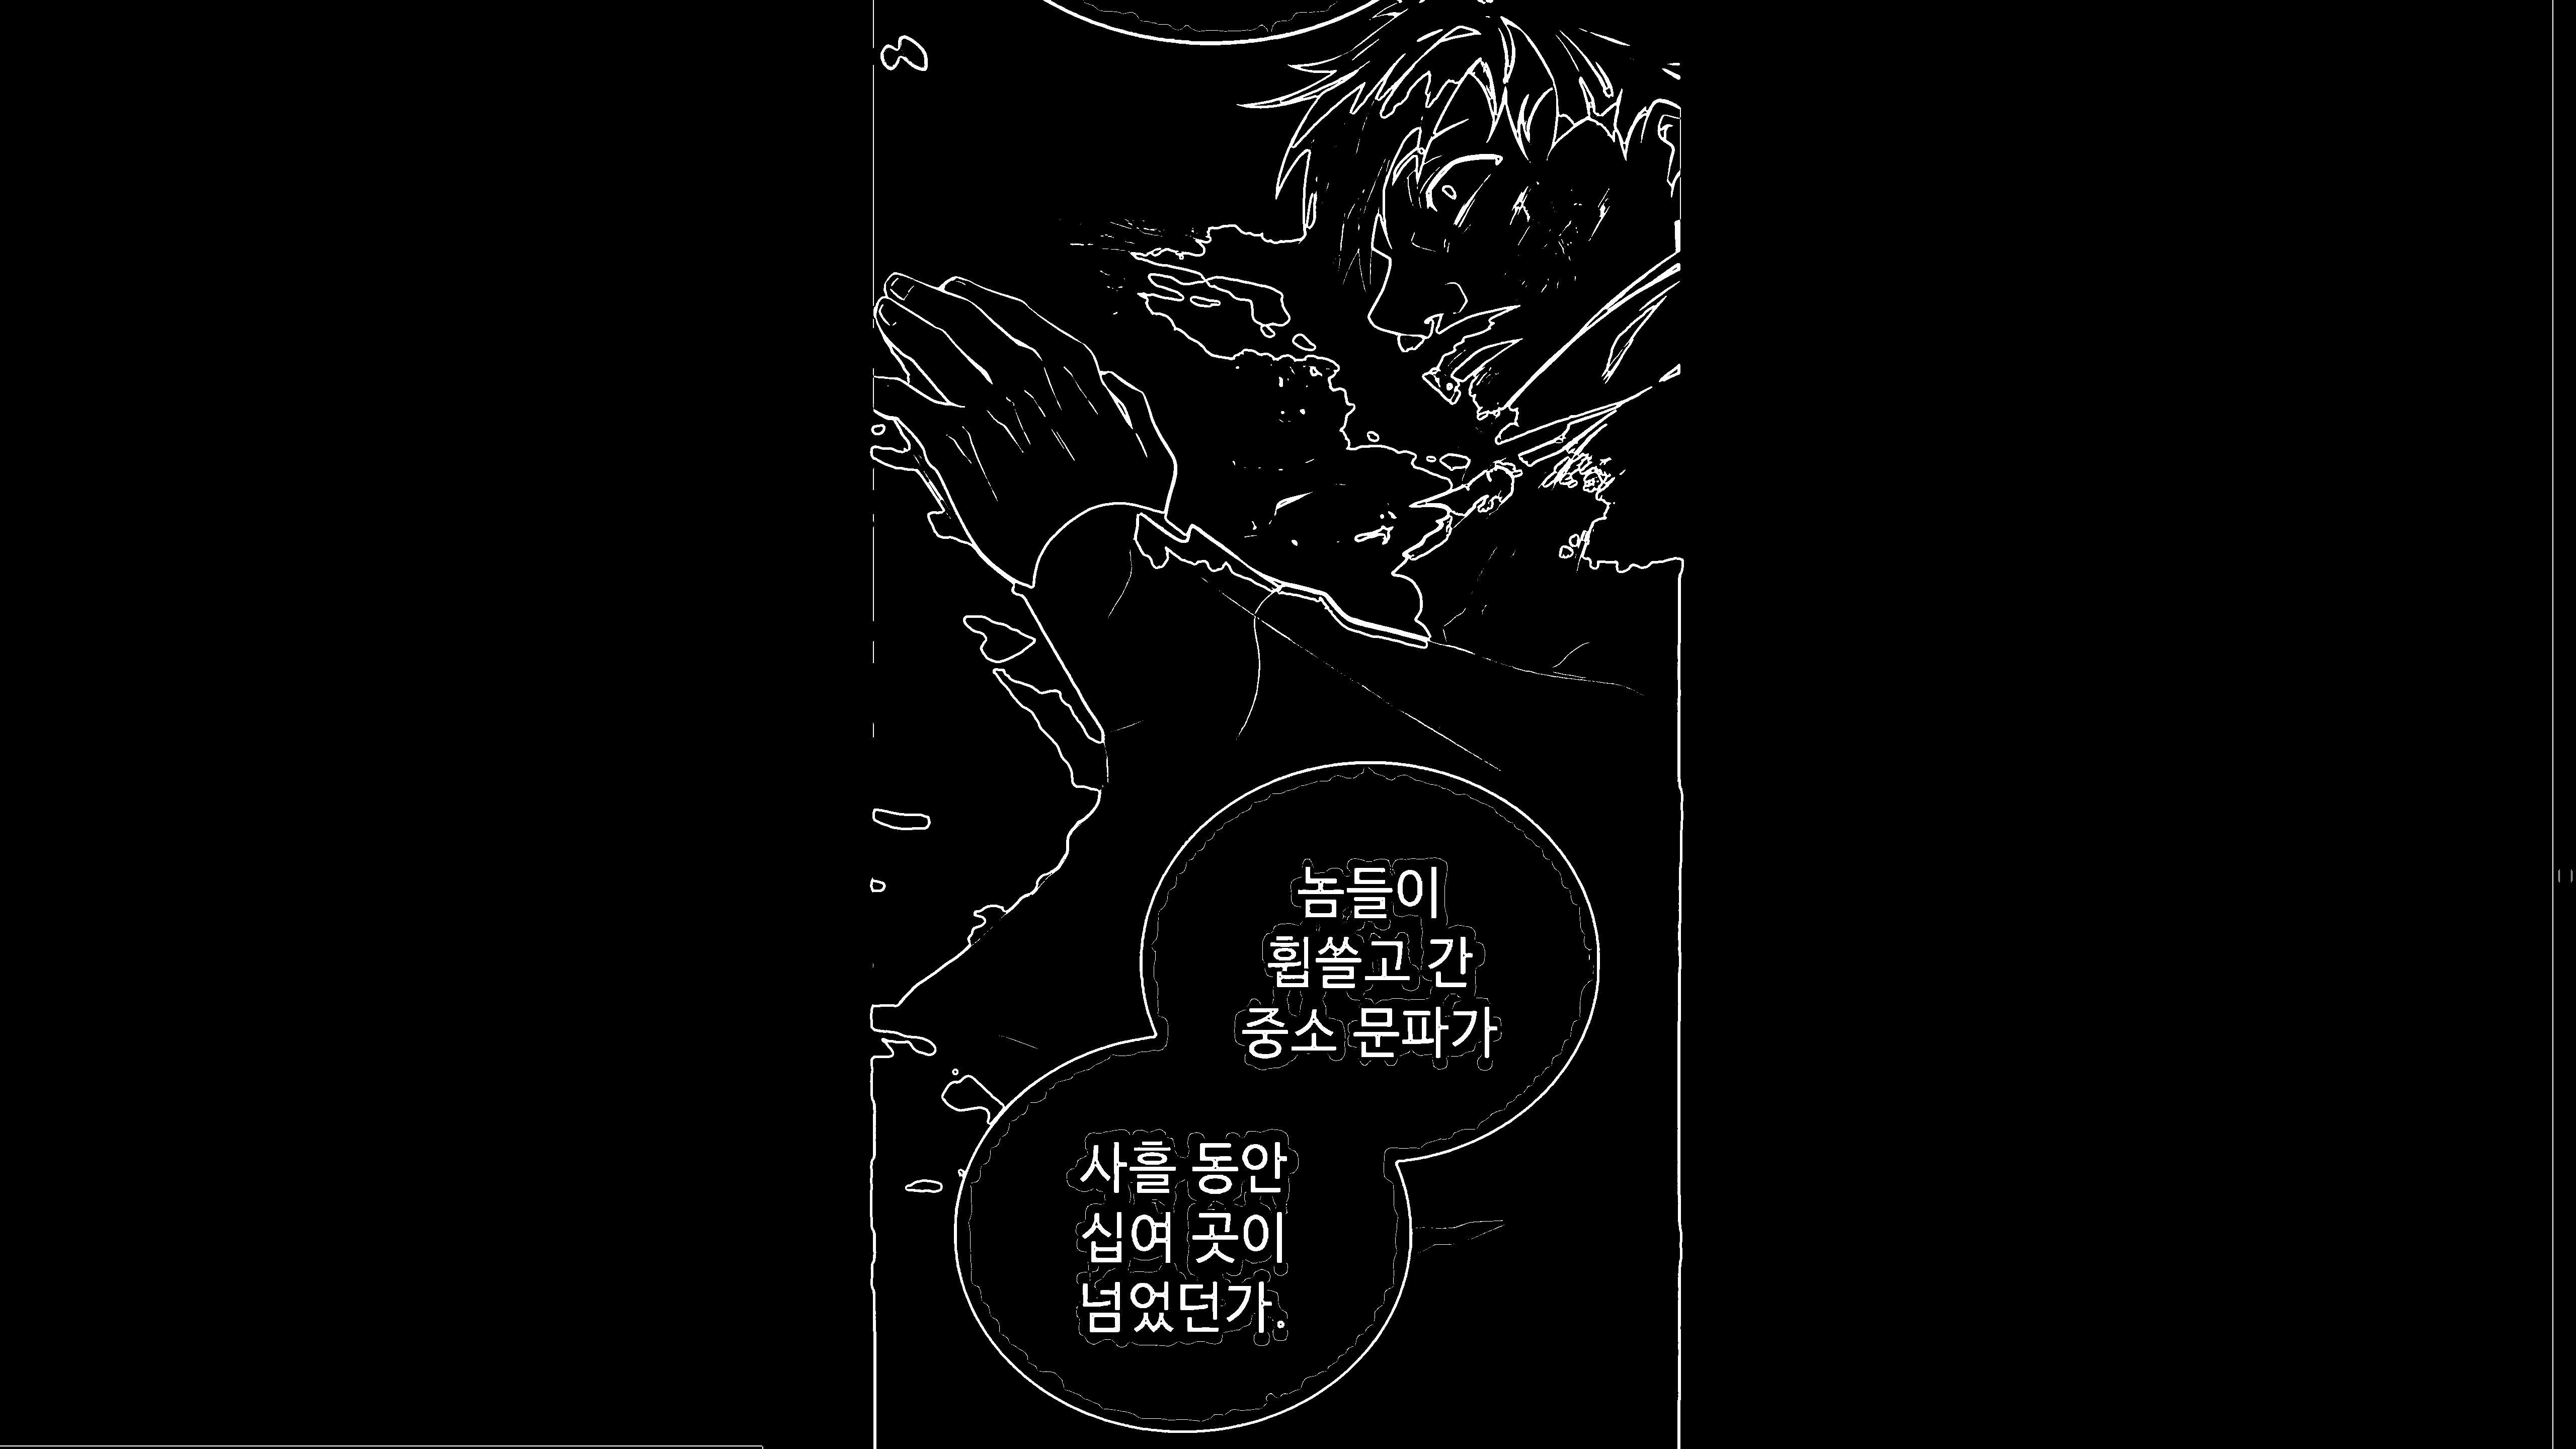 놈들이
휩쓸고 간
중소 문파가
사흘 동안
십여 곳이
넘었던가.